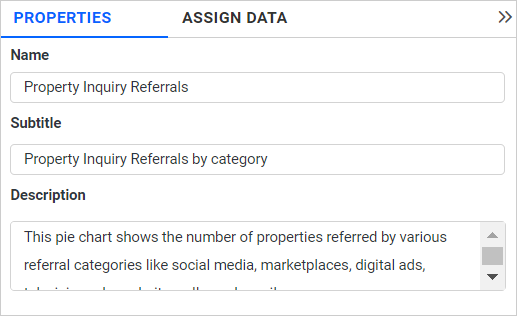 PROPERTIES ASSIGN DATA
Name
Property Inquiry Referrals
Subtitle
Property Inquiry Referrals by category
Description
This pie chart shows the number of properties referred by various
referral categories like social media, marketplaces, digital ads,